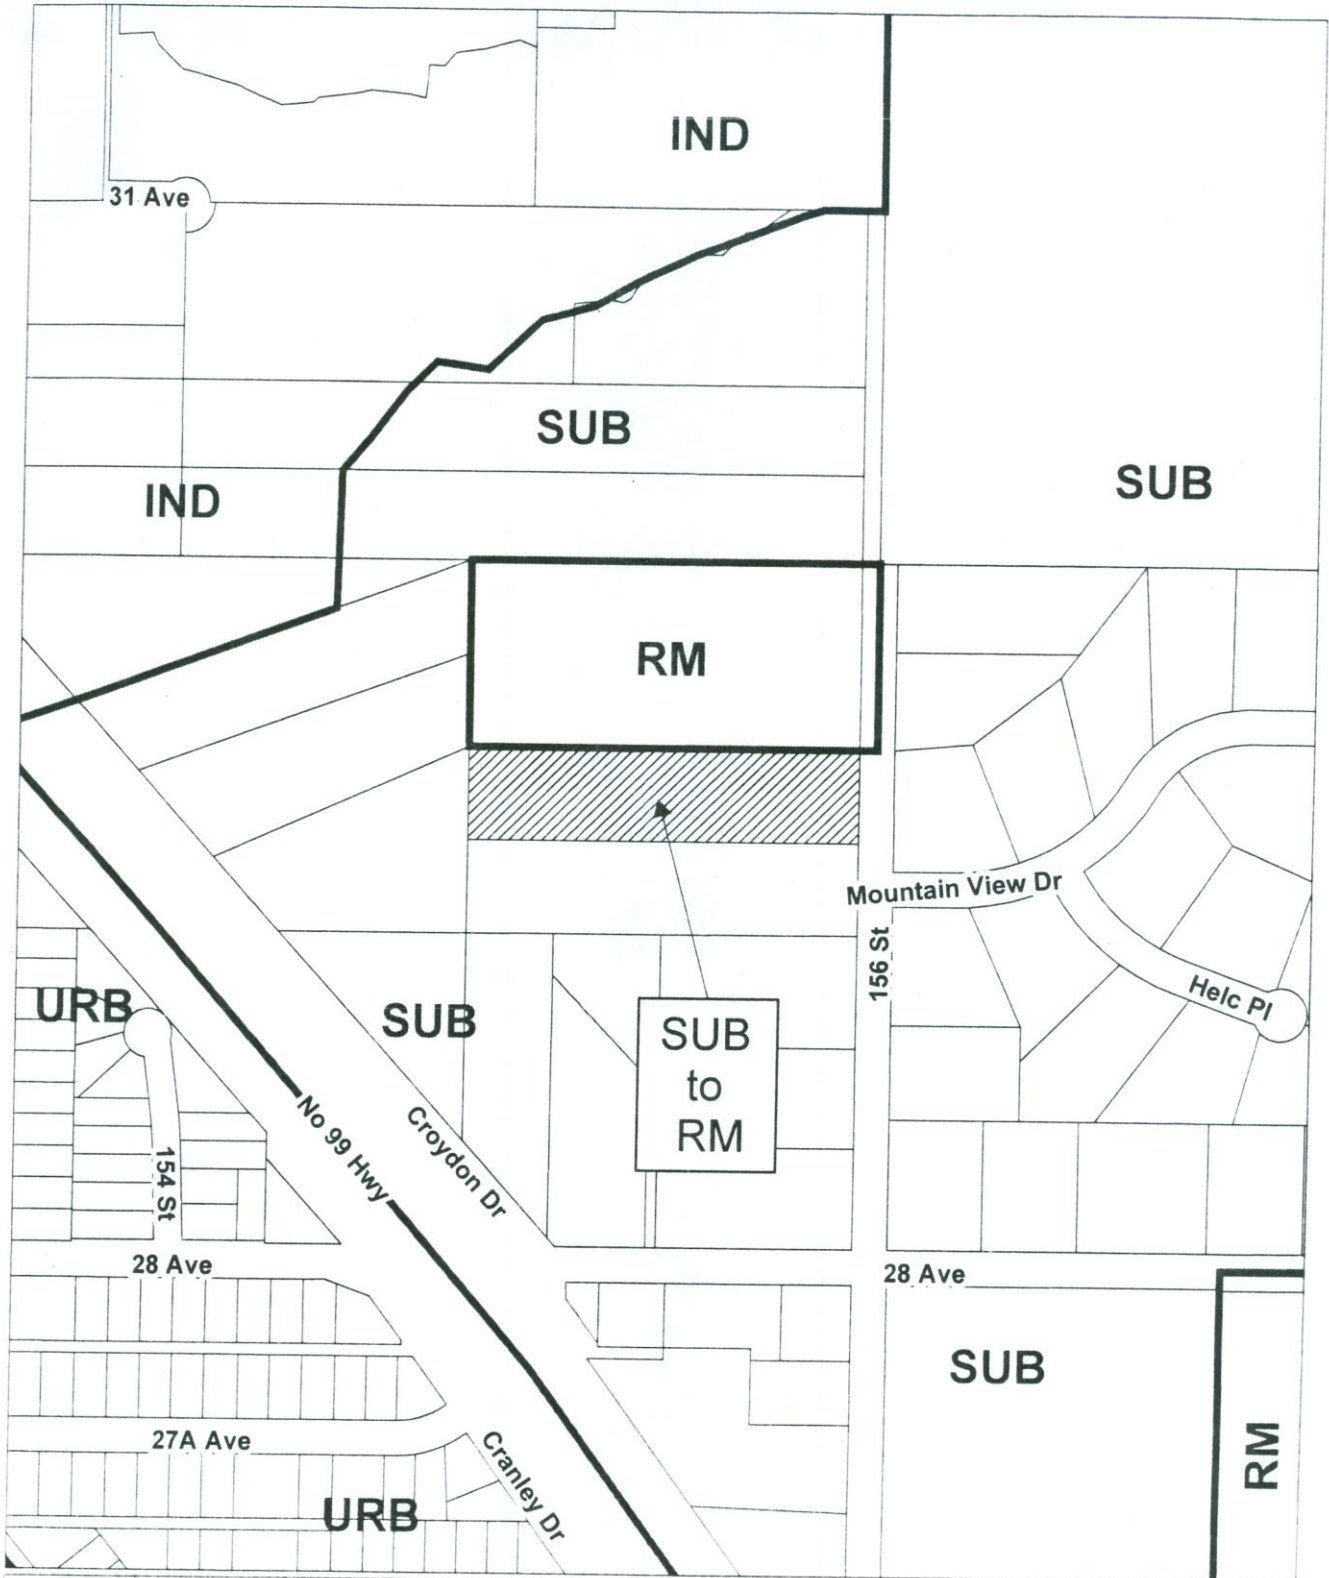 IND
31 Ave
SUB
SUB
IND
RM
Mountain View Dr
156 St
Helc Pl
URB
SUB
SUB
to
RM
No 99 Hwy
Croydon Dr
154 St
28 Ave
28 Ave
SUB
27A Ave
Cranley Dr
RM
URB